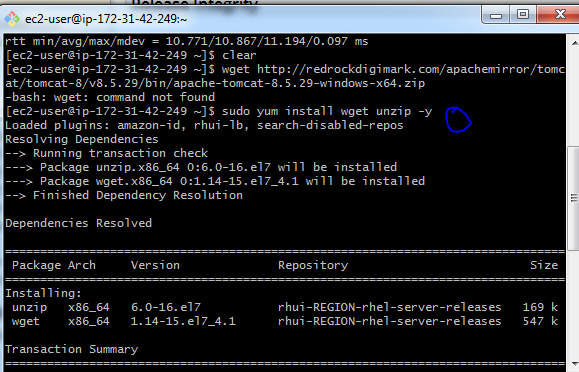 Release Integrity
ec2-user@ip-172-31-42-249:~
rtt min/avg/max/mdev = 10.771/10.867/11.194/0.097 ms
[ec2-user@ip-172-31-42-249 ~]$ clear
[ec2-user@ip-172-31-42-249 ~]$ wget http://redrockdigimark.com/apachemirror/tomc
at/tomcat-8/v8.5.29/bin/apache-tomcat-8.5.29-windows-x64.zip
-bash: wget: command not found
[ec2-user@ip-172-31-42-249 ~]$ sudo yum install wget unzip -y
Loaded plugins: amazon-id, rhui-lb, search-disabled-repos
Resolving Dependencies
--> Running transaction check
---> Package unzip.x86_64 0:6.0-16.el7 will be installed
---> Package wget.x86_64 0:1.14-15.el7_4.1 will be installed
--> Finished Dependency Resolution
Dependencies Resolved
================================================================================
Package Arch Version Repository Size
================================================================================
Installing:
unzip x86_64 6.0-16.el7 rhui-REGION-rhel-server-releases 169 k
wget x86_64 1.14-15.el7_4.1 rhui-REGION-rhel-server-releases 547 k
Transaction Summary
================================================================================